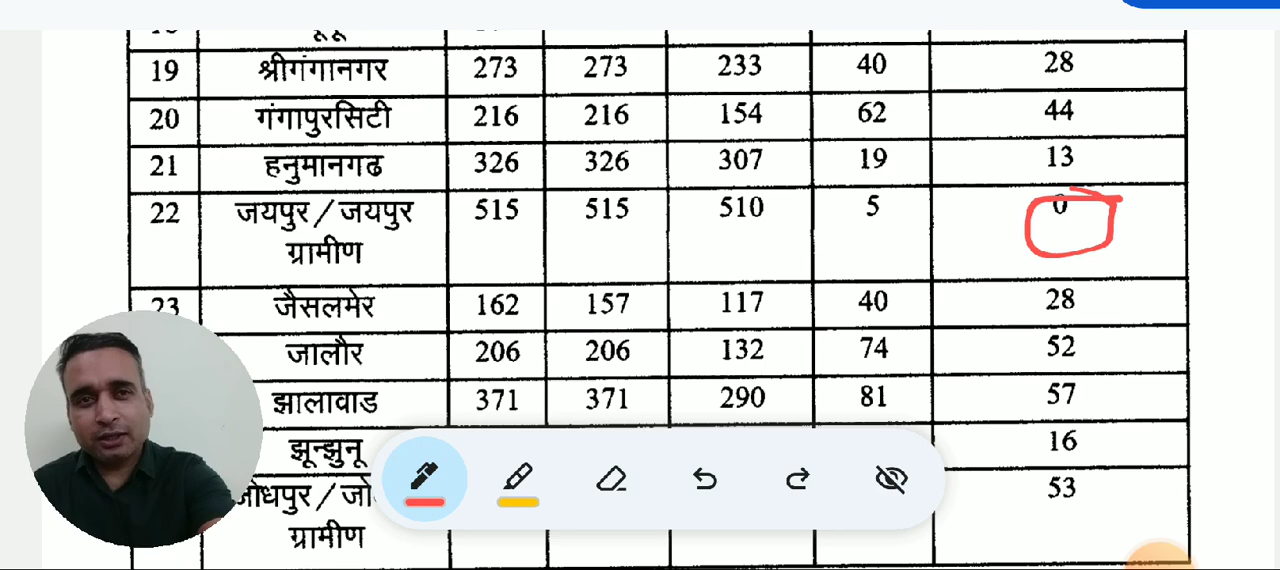 19 श्रीगंगानगर 273 273 233 40 28
20 गंगापुरसिटी 216 216 154 62 44
21 हनुमानगढ 326 326 307 19 13
22 जयपुर/जयपुर 515 515 510 5 0
ग्रामीण
23 जैसलमेर 162 157 117 40 28
जालौर 206 206 132 74 52
झालावाड 371 371 290 81 57
झून्झुनू 16
53
ग्रामीण